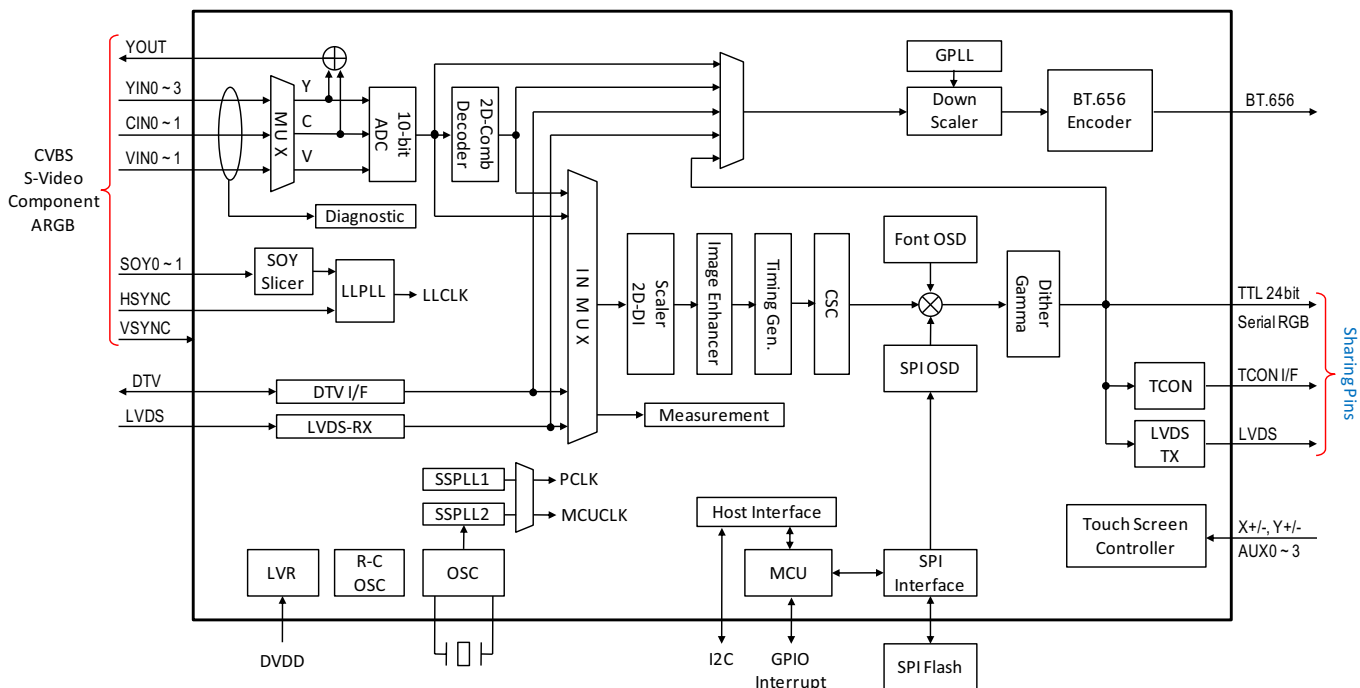 YOUT
YIN0 ~ 3
CIN0 ~ 1
VIN0 ~ 1
CVBS
S-Video
Component
ARGB
SOY0 ~ 1
HSYNC
VSYNC
DTV
LVDS
MUX
Y
C
V
10-bit
ADC
2D-Comb
Decoder
Diagnostic
SOY
Slicer
LLPLL
LLCLK
DTV I/F
LVDS-RX
IN MUX
Measurement
Scaler
2D-DI
Image Enhancer
Timing Gen.
CSC
Font OSD
SPI OSD
Dither
Gamma
GPLL
Down
Scaler
BT.656
Encoder
BT.656
TTL 24bit
Serial RGB
TCON
TCON I/F
LVDS
TX
LVDS
Sharing Pins
SSPLL1
SSPLL2
PCLK
MCUCLK
LVR
R-C
OSC
OSC
DVDD
Host Interface
MCU
SPI
Interface
I2C
GPIO
Interrupt
SPI Flash
Touch Screen
Controller
X+/-, Y+/-
AUX0 ~ 3